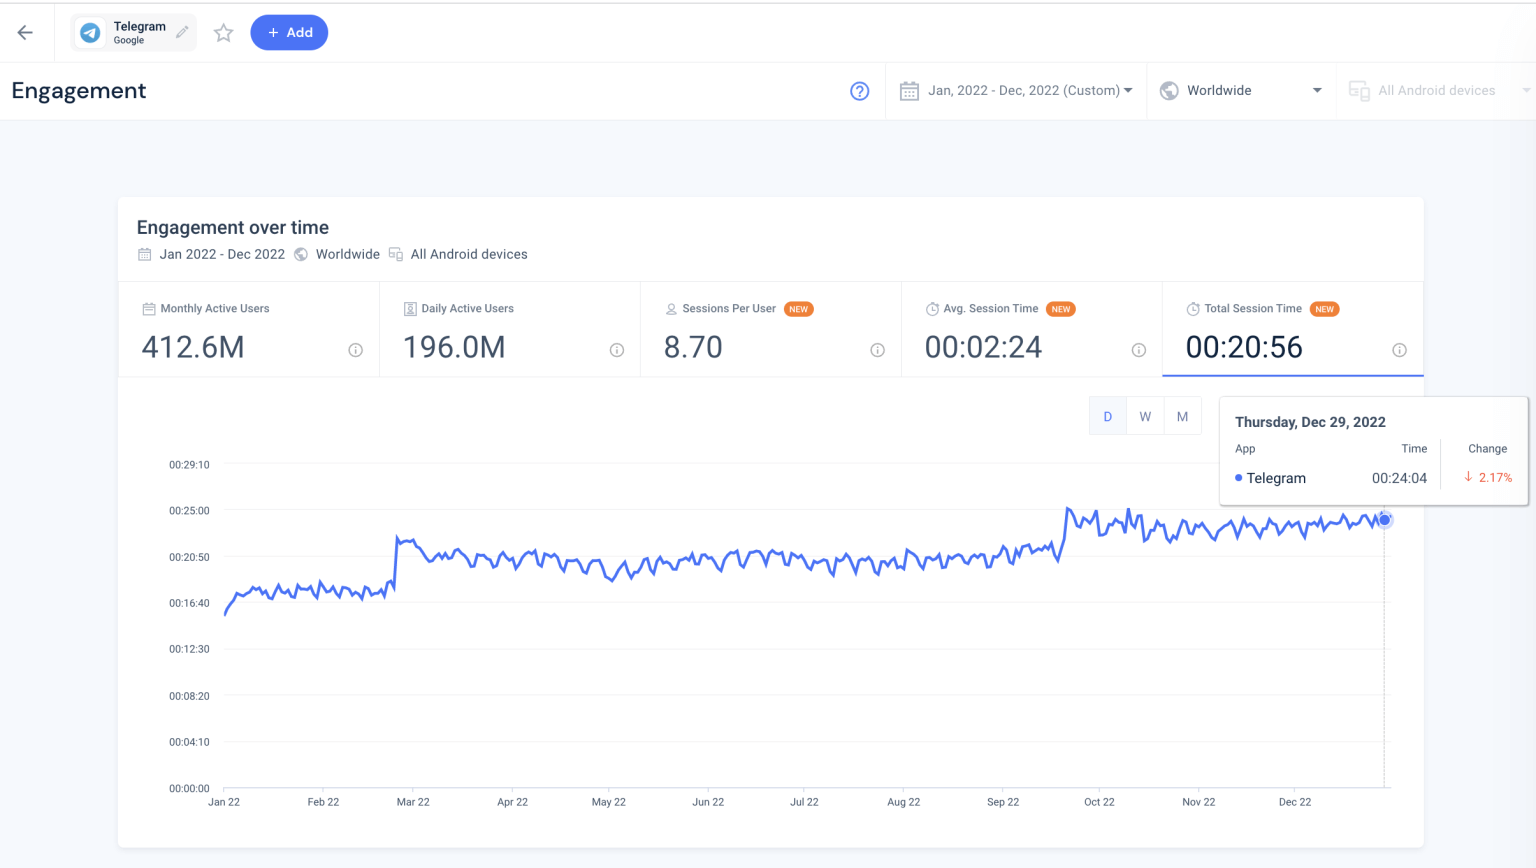 Telegram
Google
+ Add
Engagement
?
Jan, 2022 - Dec, 2022 (Custom)
Worldwide
All Android devices
Engagement over time
Jan 2022 - Dec 2022 Worldwide All Android devices
Monthly Active Users
412.6M
Daily Active Users
196.0M
Sessions Per User NEW
8.70
Avg. Session Time NEW
00:02:24
Total Session Time NEW
00:20:56
D W M
Thursday, Dec 29, 2022
App Time Change
Telegram 00:24:04 ↓ 2.17%
00:29:10
00:25:00
00:20:50
00:16:40
00:12:30
00:08:20
00:04:10
00:00:00
Jan 22 Feb 22 Mar 22 Apr 22 May 22 Jun 22 Jul 22 Aug 22 Sep 22 Oct 22 Nov 22 Dec 22